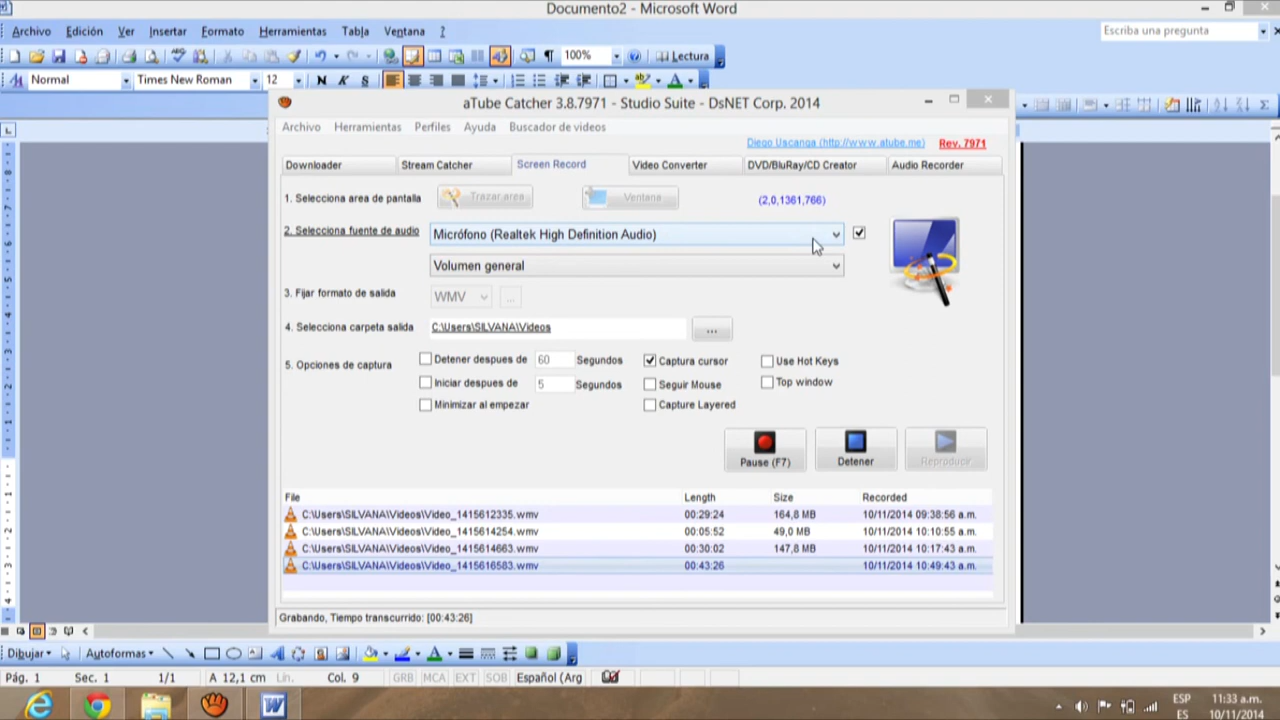 Documento2 - Microsoft Word
Archivo Edición Ver Insertar Formato Herramientas Tabla Ventana ?
Escriba una pregunta
100% Lectura
Normal Times New Roman 12 N K S
aTube Catcher 3.8.7971 - Studio Suite - DsNET Corp. 2014
Archivo Herramientas Perfiles Ayuda Buscador de videos
Diego Uscanga (http://www.atube.me) Rev. 7971
Downloader Stream Catcher Screen Record Video Converter DVD/BluRay/CD Creator Audio Recorder
1. Selecciona area de pantalla Trazar area Ventana (2,0,1361,766)
2. Selecciona fuente de audio Micrófono (Realtek High Definition Audio)
Volumen general
3. Fijar formato de salida WMV ...
4. Selecciona carpeta salida C:\Users\SILVANA\Videos ...
5. Opciones de captura Detener despues de 60 Segundos Captura cursor Use Hot Keys
Iniciar despues de 5 Segundos Seguir Mouse Top window
Minimizar al empezar Capture Layered
Pause (F7) Detener Reproducir
File Length Size Recorded
C:\Users\SILVANA\Videos\Video_1415612335.wmv 00:29:24 164,8 MB 10/11/2014 09:38:56 a.m.
C:\Users\SILVANA\Videos\Video_1415614254.wmv 00:05:52 49,0 MB 10/11/2014 10:10:55 a.m.
C:\Users\SILVANA\Videos\Video_1415614663.wmv 00:30:02 147,8 MB 10/11/2014 10:17:43 a.m.
C:\Users\SILVANA\Videos\Video_1415616583.wmv 00:43:26 10/11/2014 10:49:43 a.m.
Grabando, Tiempo transcurrido: [00:43:26]
Dibujar Autoformas
Pág. 1 Sec. 1 1/1 A 12,1 cm Lín. Col. 9 GRB MCA EXT SOB Español (Arg
ESP 11:33 a.m.
ES 10/11/2014